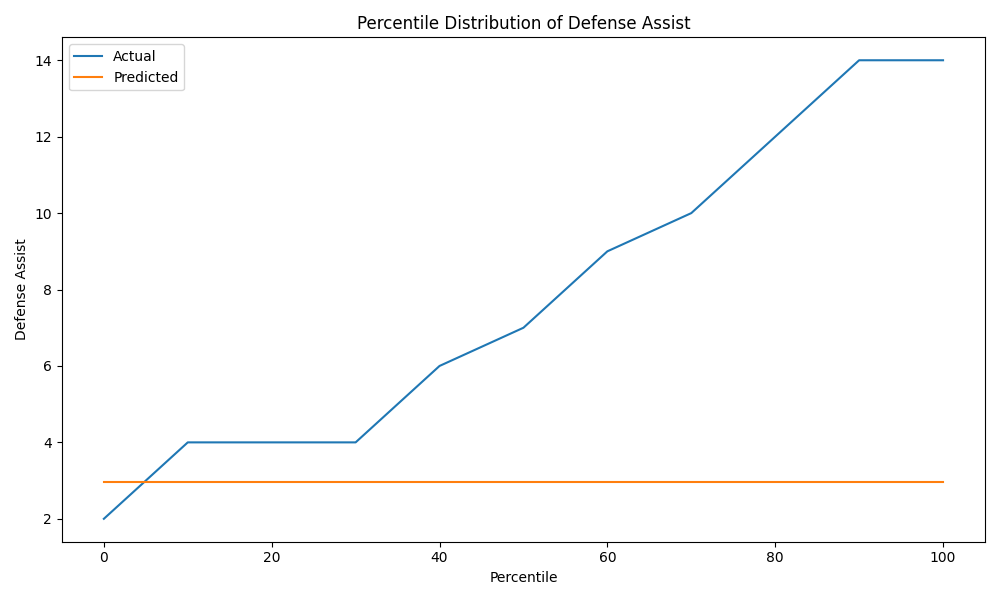 Percentile Distribution of Defense Assist
Actual
Predicted
14
12
10
8
6
4
2
Defense Assist
0 20 40 60 80 100
Percentile